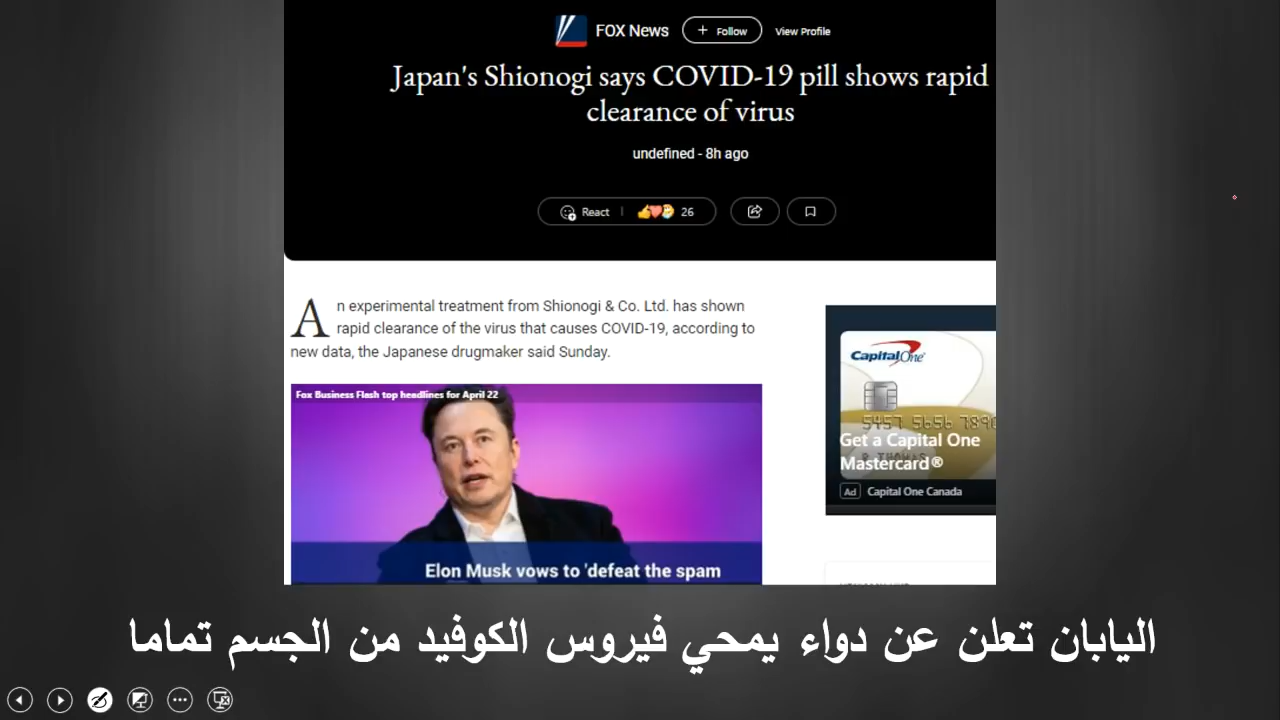 FOX News
+ Follow
View Profile
Japan's Shionogi says COVID-19 pill shows rapid
clearance of virus
undefined - 8h ago
React
26
An experimental treatment from Shionogi & Co. Ltd. has shown
rapid clearance of the virus that causes COVID-19, according to
new data, the Japanese drugmaker said Sunday.
Fox Business Flash top headlines for April 22
Elon Musk vows to 'defeat the spam
CapitalOne
5457 5656 7890
Get a Capital One
Mastercard®
Ad Capital One Canada
اليابان تعلن عن دواء يمحي فيروس الكوفيد من الجسم تماما